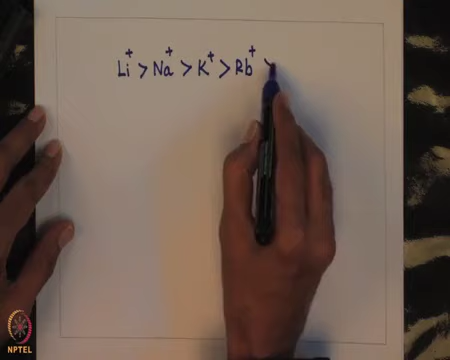 Li⁺ > Na⁺ > K⁺ > Rb⁺ >
NPTEL